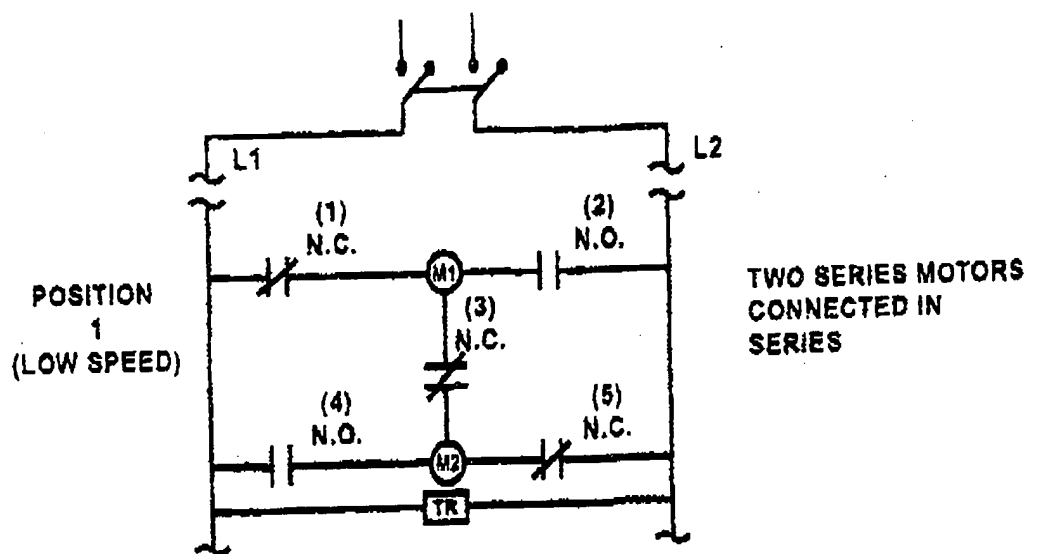 L1
L2
(1)
N.C.
(2)
N.O.
M1
POSITION
1
(LOW SPEED)
(3)
N.C.
TWO SERIES MOTORS
CONNECTED IN
SERIES
(4)
N.O.
(5)
N.C.
M2
TR